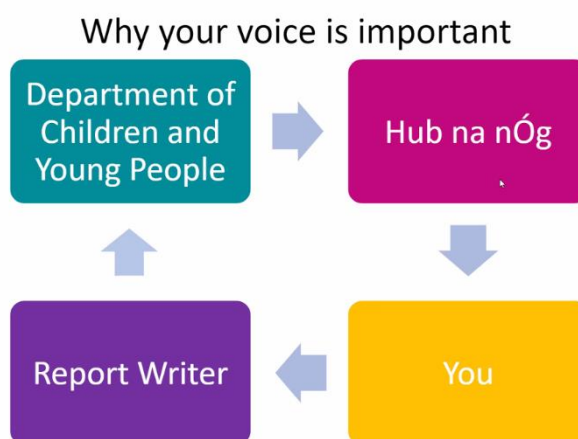 Why your voice is important
Department of
Children and
Young People
Hub na nÓg
Report Writer
You